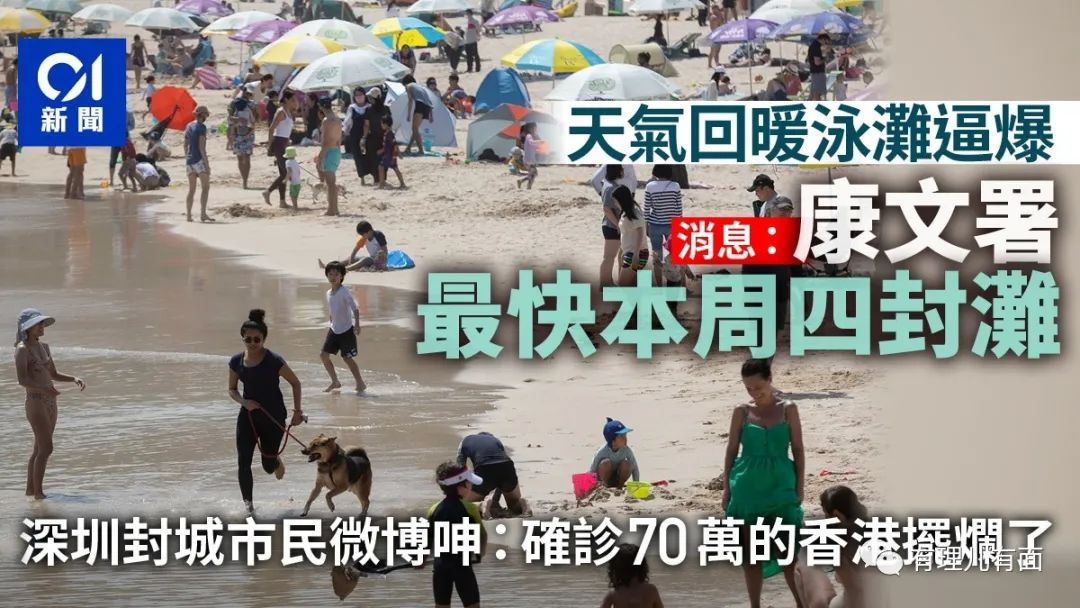 01
新聞
天氣回暖泳灘逼爆
消息：康文署
最快本周四封灘
深圳封城市民微博呻：確診70萬的香港擺爛了
有理儿有面